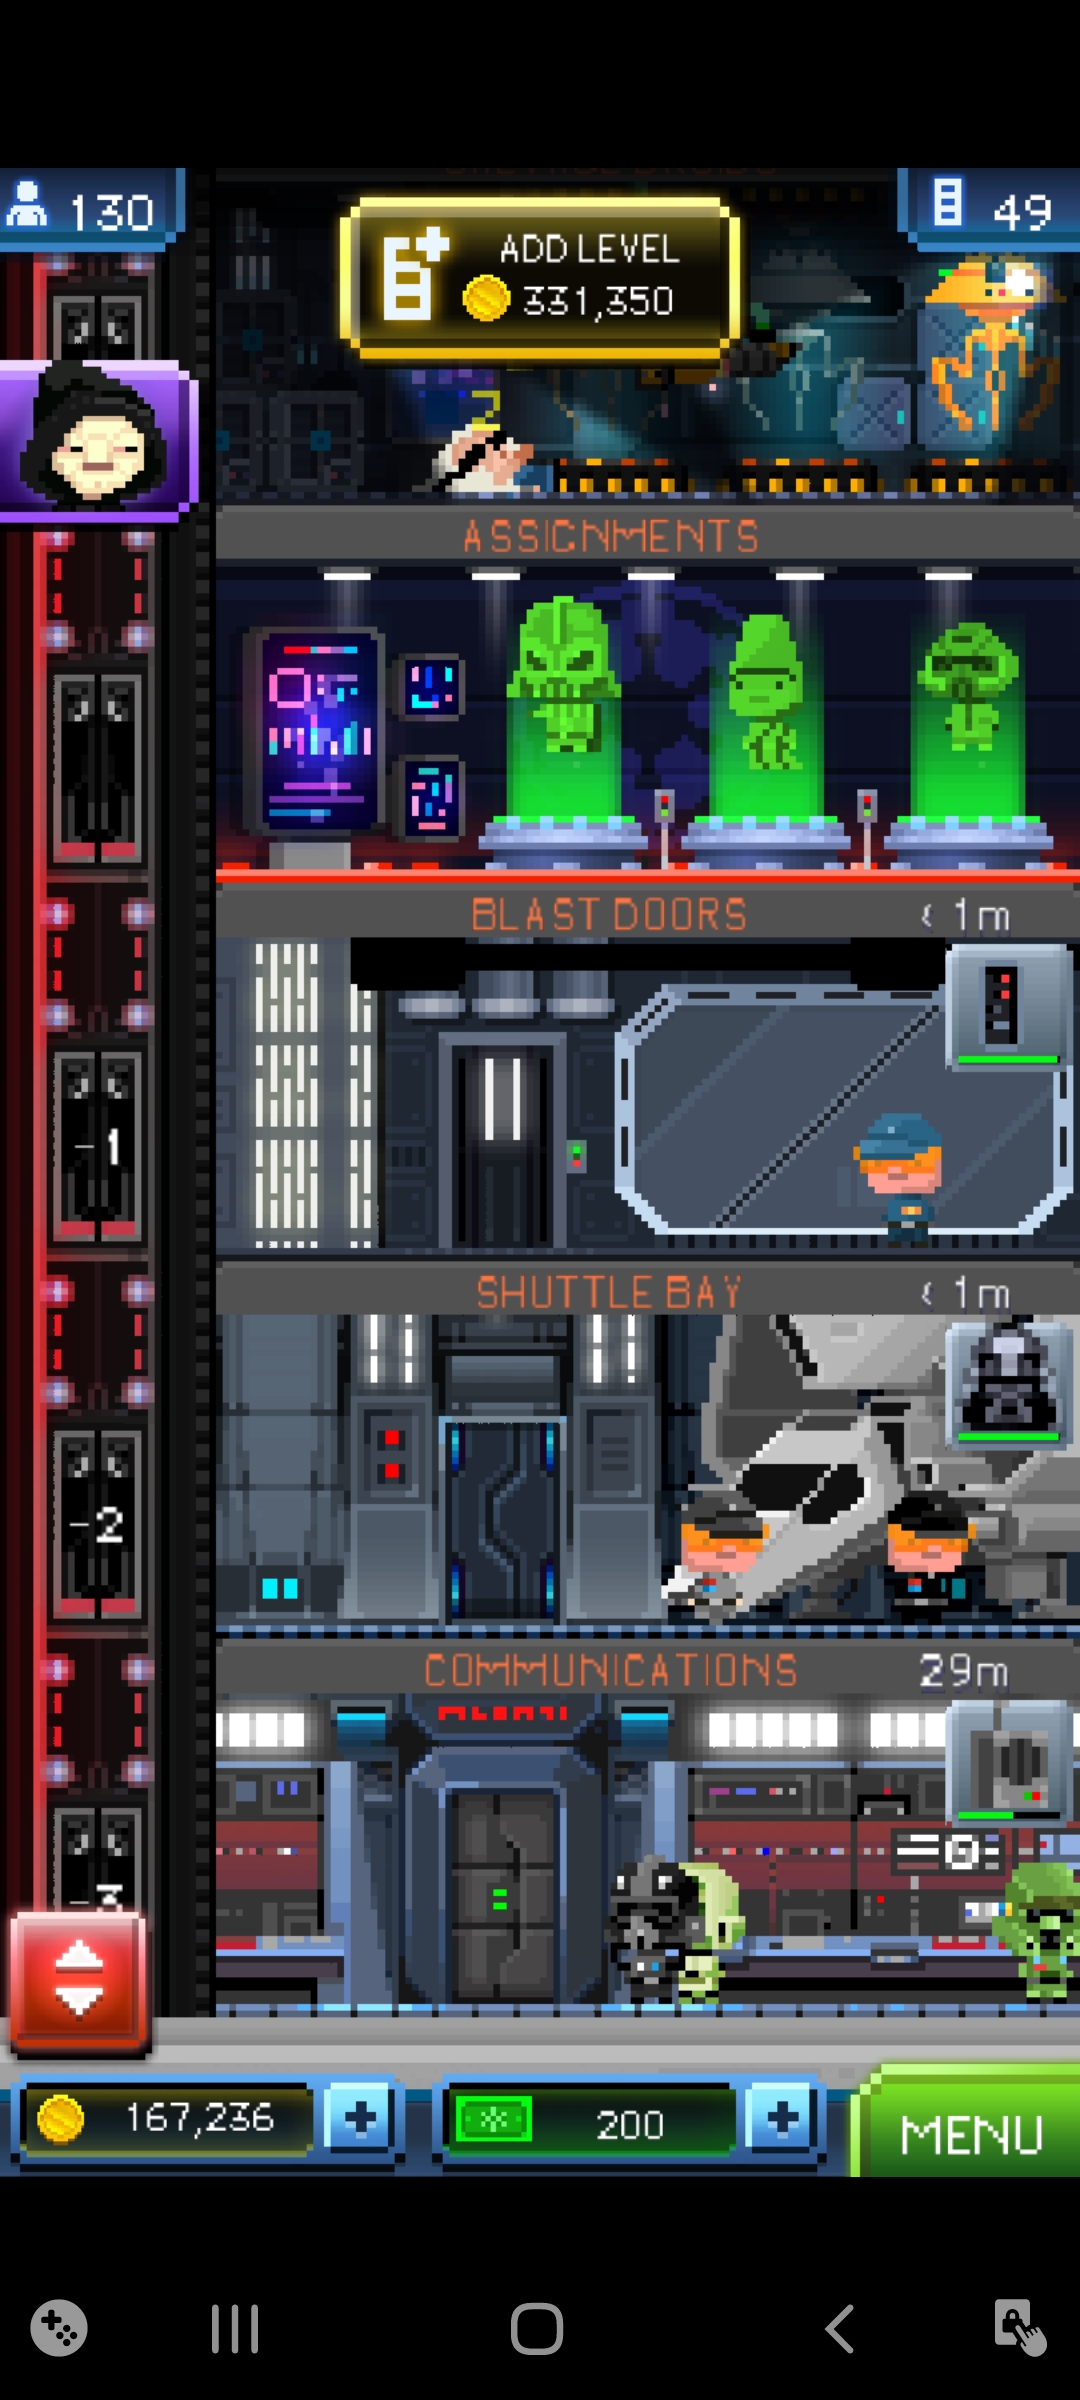 130
ADD LEVEL
331,350
49
ASSIGNMENTS
BLAST DOORS < 1m
-1
SHUTTLE BAY < 1m
-2
COMMUNICATIONS 29m
-3
167,236
200
MENU